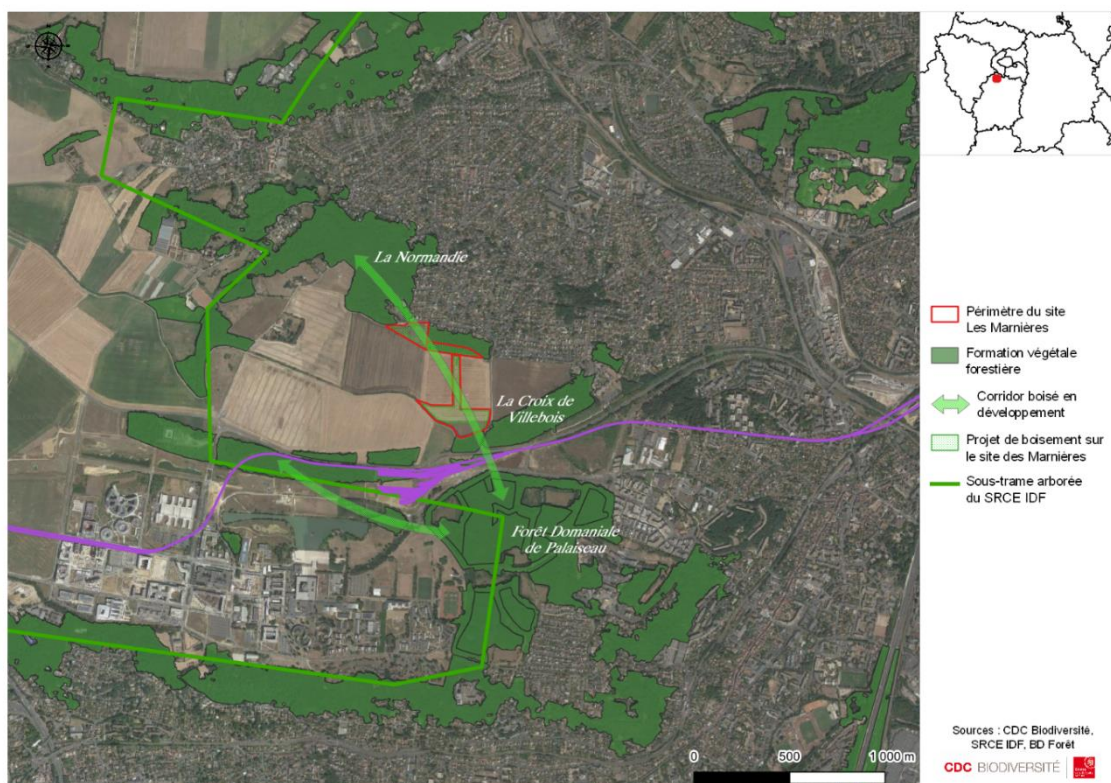 La Normandie
La Croix de
Villebois
Forêt Domaniale
de Palaiseau
0 500 1 000 m
Périmètre du site
Les Marnières
Formation végétale
forestière
Corridor boisé en
développement
Projet de boisement sur
le site des Marnières
Sous-trame arborée
du SRCE IDF
Sources : CDC Biodiversité,
SRCE IDF, BD Forêt
CDC BIODIVERSITÉ